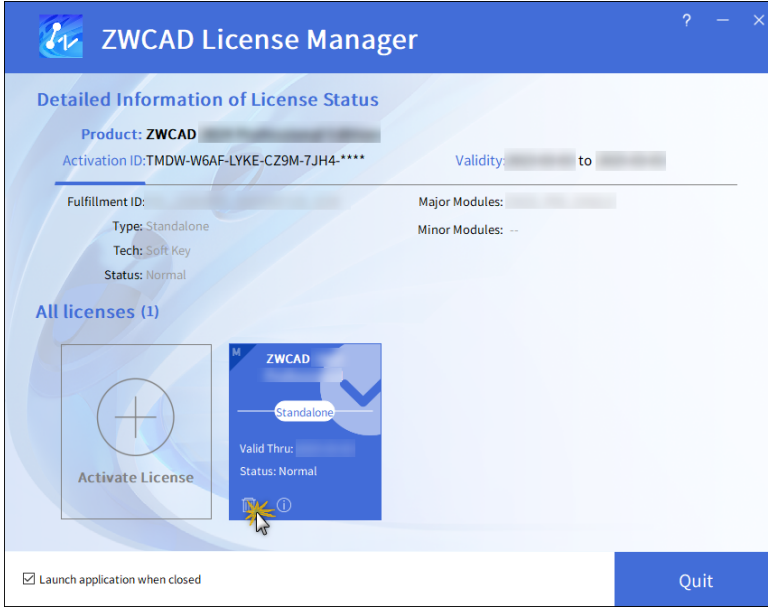 ZWCAD License Manager
?
Detailed Information of License Status
Product: ZWCAD
Activation ID:TMDW-W6AF-LYKE-CZ9M-7JH4-****
Validity: to
Fulfillment ID:
Major Modules:
Type: Standalone
Minor Modules: --
Tech: Soft Key
Status: Normal
All licenses (1)
M
ZWCAD
Standalone
Valid Thru:
Status: Normal
Activate License
Launch application when closed
Quit